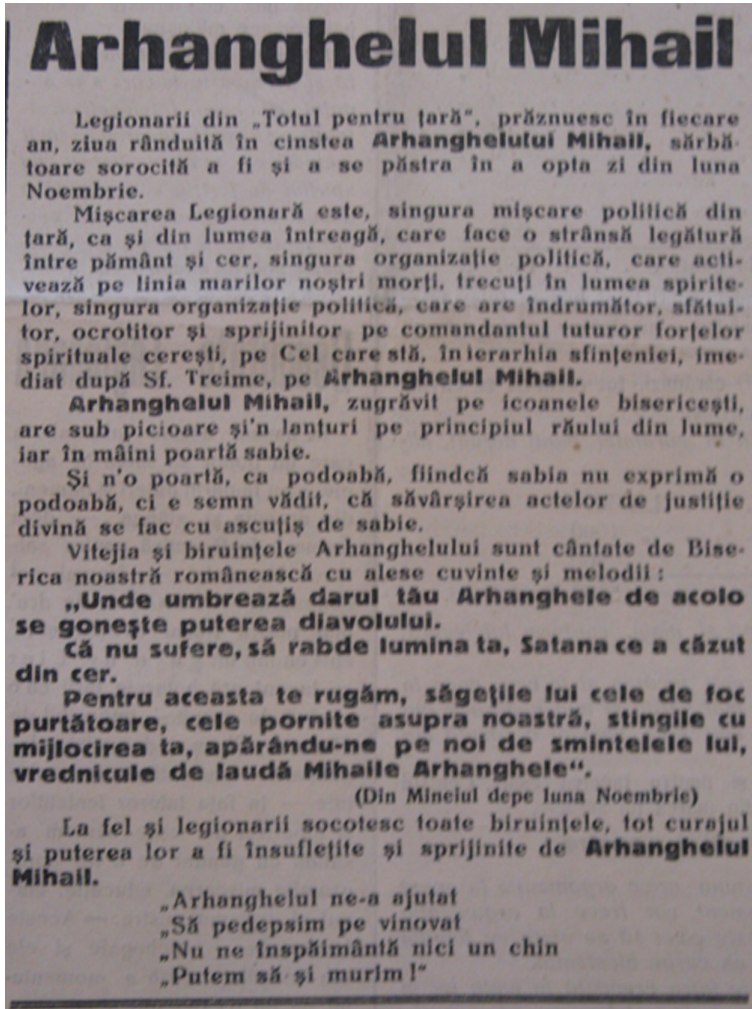 Arhanghelul Mihail
Legionarii din „Totul pentru țară“, prăznuesc în fiecare
an, ziua rânduită în cinstea Arhanghelului Mihail, sărbă-
toare sorocită a fi și a se păstra în a opta zi din luna
Noembrie.
Mișcarea Legionară este, singura mișcare politică din
țară, ca și din lumea întreagă, care face o strânsă legătură
între pământ și cer, singura organizație politică, care acti-
vează pe linia marilor noștri morți, trecuți în lumea spirite-
lor, singura organizație politică, care are îndrumător, sfătui-
tor, ocrotitor și sprijinitor pe comandantul tuturor forțelor
spirituale cerești, pe Cel care stă, în ierarhia sfințeniei, ime-
diat după Sf. Treime, pe Arhanghelul Mihail.
Arhanghelul Mihail, zugrăvit pe icoanele bisericești,
are sub picioare și'n lanțuri pe principiul răului din lume,
iar în mâini poartă sabie.
Și n'o poartă, ca podoabă, fiindcă sabia nu exprimă o
podoabă, ci e semn vădit, că săvârșirea actelor de justiție
divină se fac cu ascuțiș de sabie.
Vitejia și biruințele Arhanghelului sunt cântate de Bise-
rica noastră românească cu alese cuvinte și melodii :
„Unde umbrează darul tău Arhanghele de acolo
se gonește puterea diavolului.
Că nu sufere, să rabde lumina ta, Satana ce a căzut
din cer.
Pentru aceasta te rugăm, săgețile lui cele de foc
purtătoare, cele pornite asupra noastră, stingile cu
mijlocirea ta, apărându-ne pe noi de smintelele lui,
vrednicule de laudă Mihaile Arhanghele“.
(Din Mineiul depe luna Noembrie)
La fel și legionarii socotesc toate biruințele, tot curajul
și puterea lor a fi însuflețite și sprijinite de Arhanghelul
Mihail.
„Arhanghelul ne-a ajutat
„Să pedepsim pe vinovat
„Nu ne înspăimântă nici un chin
„Putem să și murim !“